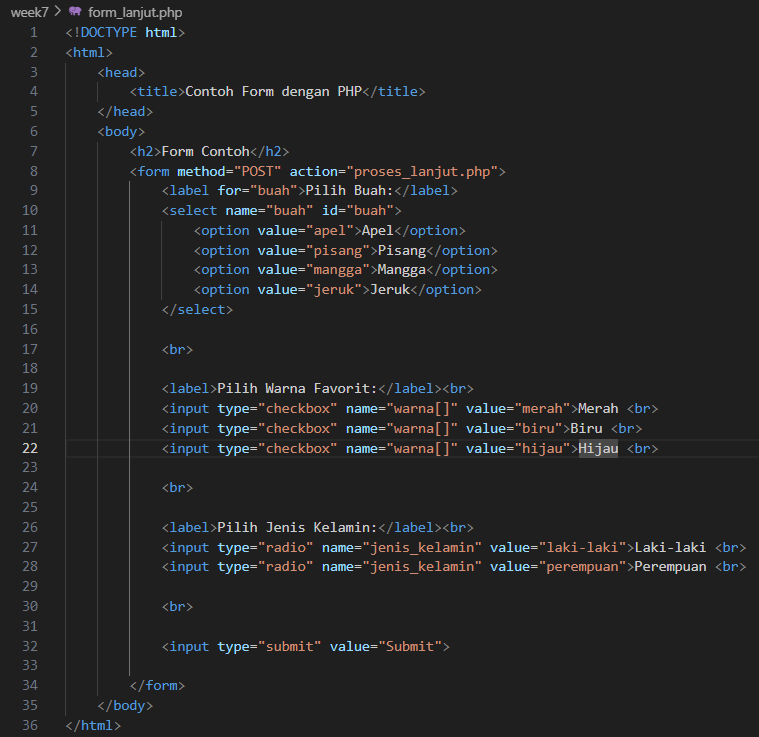 week7 > form_lanjut.php
1 <!DOCTYPE html>
2 <html>
3 <head>
4 <title>Contoh Form dengan PHP</title>
5 </head>
6 <body>
7 <h2>Form Contoh</h2>
8 <form method="POST" action="proses_lanjut.php">
9 <label for="buah">Pilih Buah:</label>
10 <select name="buah" id="buah">
11 <option value="apel">Apel</option>
12 <option value="pisang">Pisang</option>
13 <option value="mangga">Mangga</option>
14 <option value="jeruk">Jeruk</option>
15 </select>
16
17 <br>
18
19 <label>Pilih Warna Favorit:</label><br>
20 <input type="checkbox" name="warna[]" value="merah">Merah <br>
21 <input type="checkbox" name="warna[]" value="biru">Biru <br>
22 <input type="checkbox" name="warna[]" value="hijau">Hijau <br>
23
24 <br>
25
26 <label>Pilih Jenis Kelamin:</label><br>
27 <input type="radio" name="jenis_kelamin" value="laki-laki">Laki-laki <br>
28 <input type="radio" name="jenis_kelamin" value="perempuan">Perempuan <br>
29
30 <br>
31
32 <input type="submit" value="Submit">
33
34 </form>
35 </body>
36 </html>